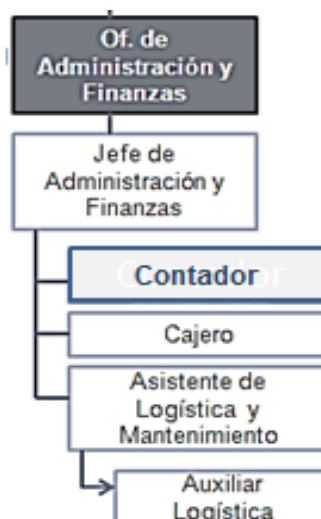 Of. de
Administración y
Finanzas
Jefe de
Administración y
Finanzas
Contador
Cajero
Asistente de
Logística y
Mantenimiento
Auxiliar
Logística